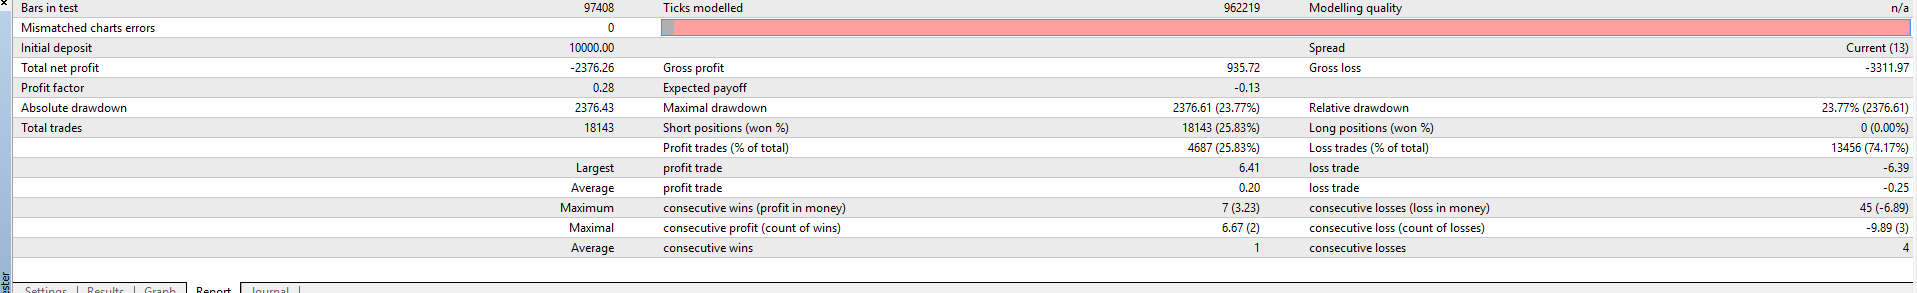 Bars in test 97408 Ticks modelled 962219 Modelling quality n/a
Mismatched charts errors 0
Initial deposit 10000.00 Spread Current (13)
Total net profit -2376.26 Gross profit 935.72 Gross loss -3311.97
Profit factor 0.28 Expected payoff -0.13
Absolute drawdown 2376.43 Maximal drawdown 2376.61 (23.77%) Relative drawdown 23.77% (2376.61)
Total trades 18143 Short positions (won %) 18143 (25.83%) Long positions (won %) 0 (0.00%)
Profit trades (% of total) 4687 (25.83%) Loss trades (% of total) 13456 (74.17%)
Largest profit trade 6.41 loss trade -6.39
Average profit trade 0.20 loss trade -0.25
Maximum consecutive wins (profit in money) 7 (3.23) consecutive losses (loss in money) 45 (-6.89)
Maximal consecutive profit (count of wins) 6.67 (2) consecutive loss (count of losses) -9.89 (3)
Average consecutive wins 1 consecutive losses 4
ster
Settings | Results | Graph | Report | Journal |